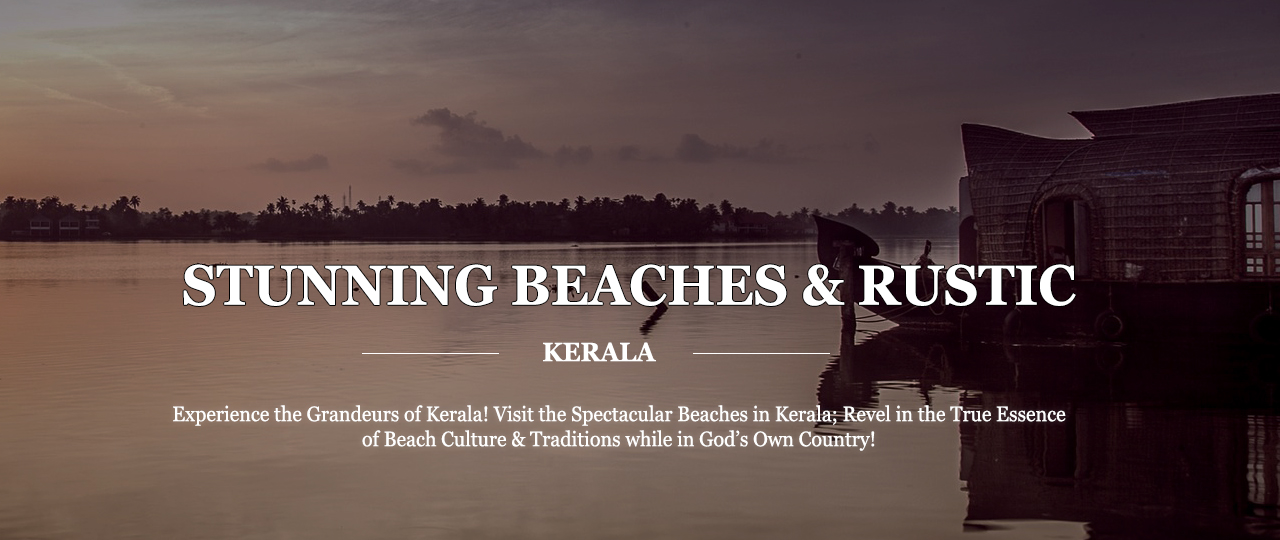 STUNNING BEACHES & RUSTIC
KERALA
Experience the Grandeurs of Kerala! Visit the Spectacular Beaches in Kerala; Revel in the True Essence
of Beach Culture & Traditions while in God’s Own Country!